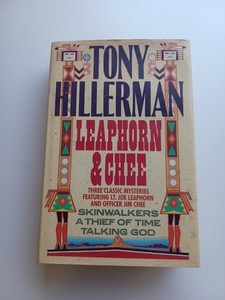 TONY
HILLERMAN
LEAPHORN
& CHEE
THREE CLASSIC MYSTERIES
FEATURING LT. JOE LEAPHORN
AND OFFICER JIM CHEE
SKINWALKERS
A THIEF OF TIME
TALKING GOD